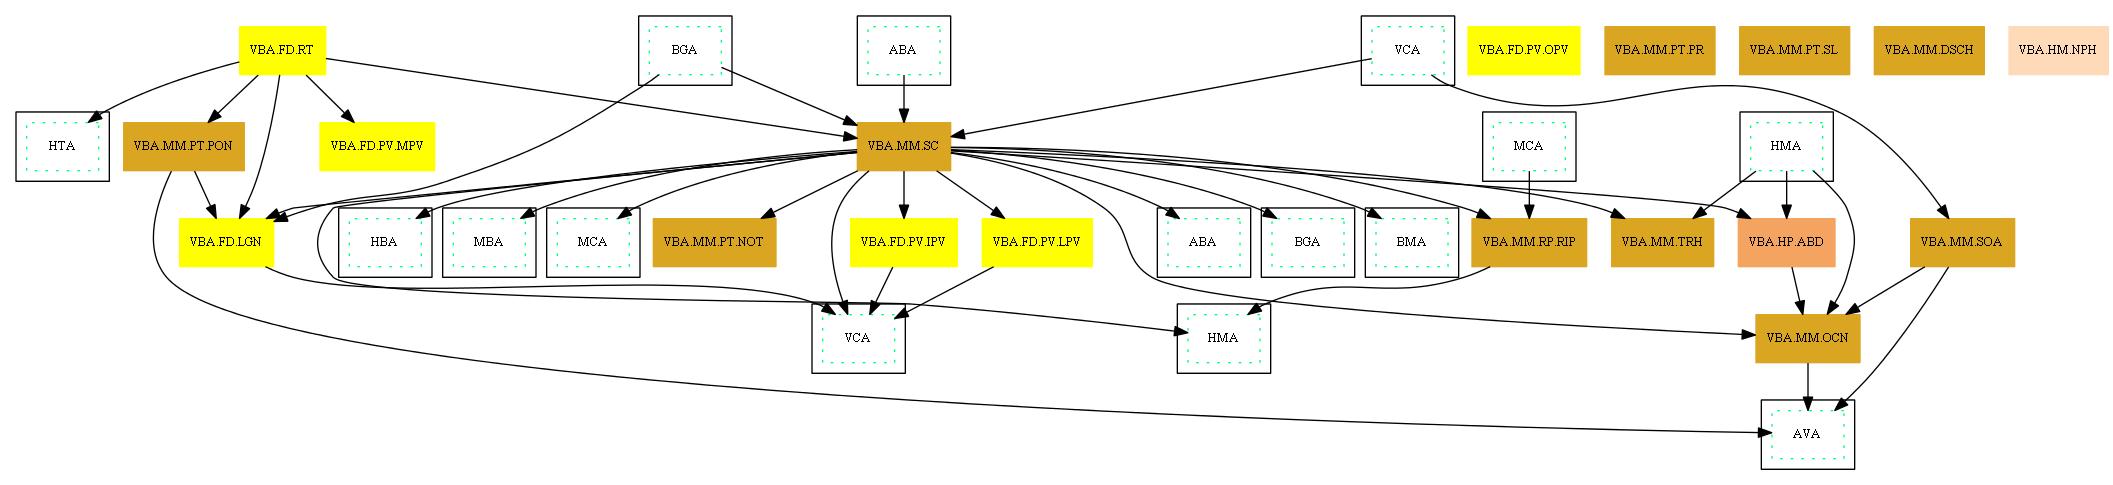 VBA.FD.RT
BGA
ABA
VCA
VBA.FD.PV.OPV
VBA.MM.PT.PR
VBA.MM.PT.SL
VBA.MM.DSCH
VBA.HM.NPH
HTA
VBA.MM.PT.PON
VBA.FD.PV.MPV
VBA.MM.SC
MCA
HMA
VBA.FD.LGN
HBA
MBA
MCA
VBA.MM.PT.NOT
VBA.FD.PV.IPV
VBA.FD.PV.LPV
ABA
BGA
BMA
VBA.MM.RP.RIP
VBA.MM.TRH
VBA.HP.ABD
VBA.MM.SOA
VCA
HMA
VBA.MM.OCN
AVA